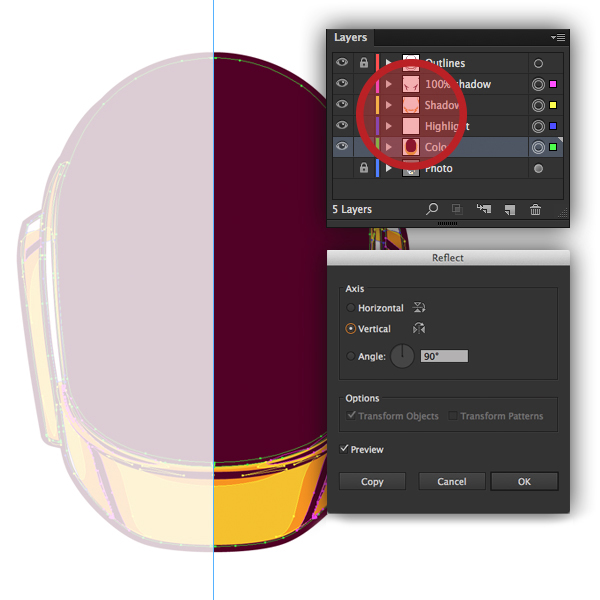 Layers
Outlines
100% shadow
Shadow
Highlight
Color
Photo
5 Layers
Reflect
Axis
Horizontal
Vertical
Angle: 90°
Options
Transform Objects Transform Patterns
Preview
Copy Cancel OK